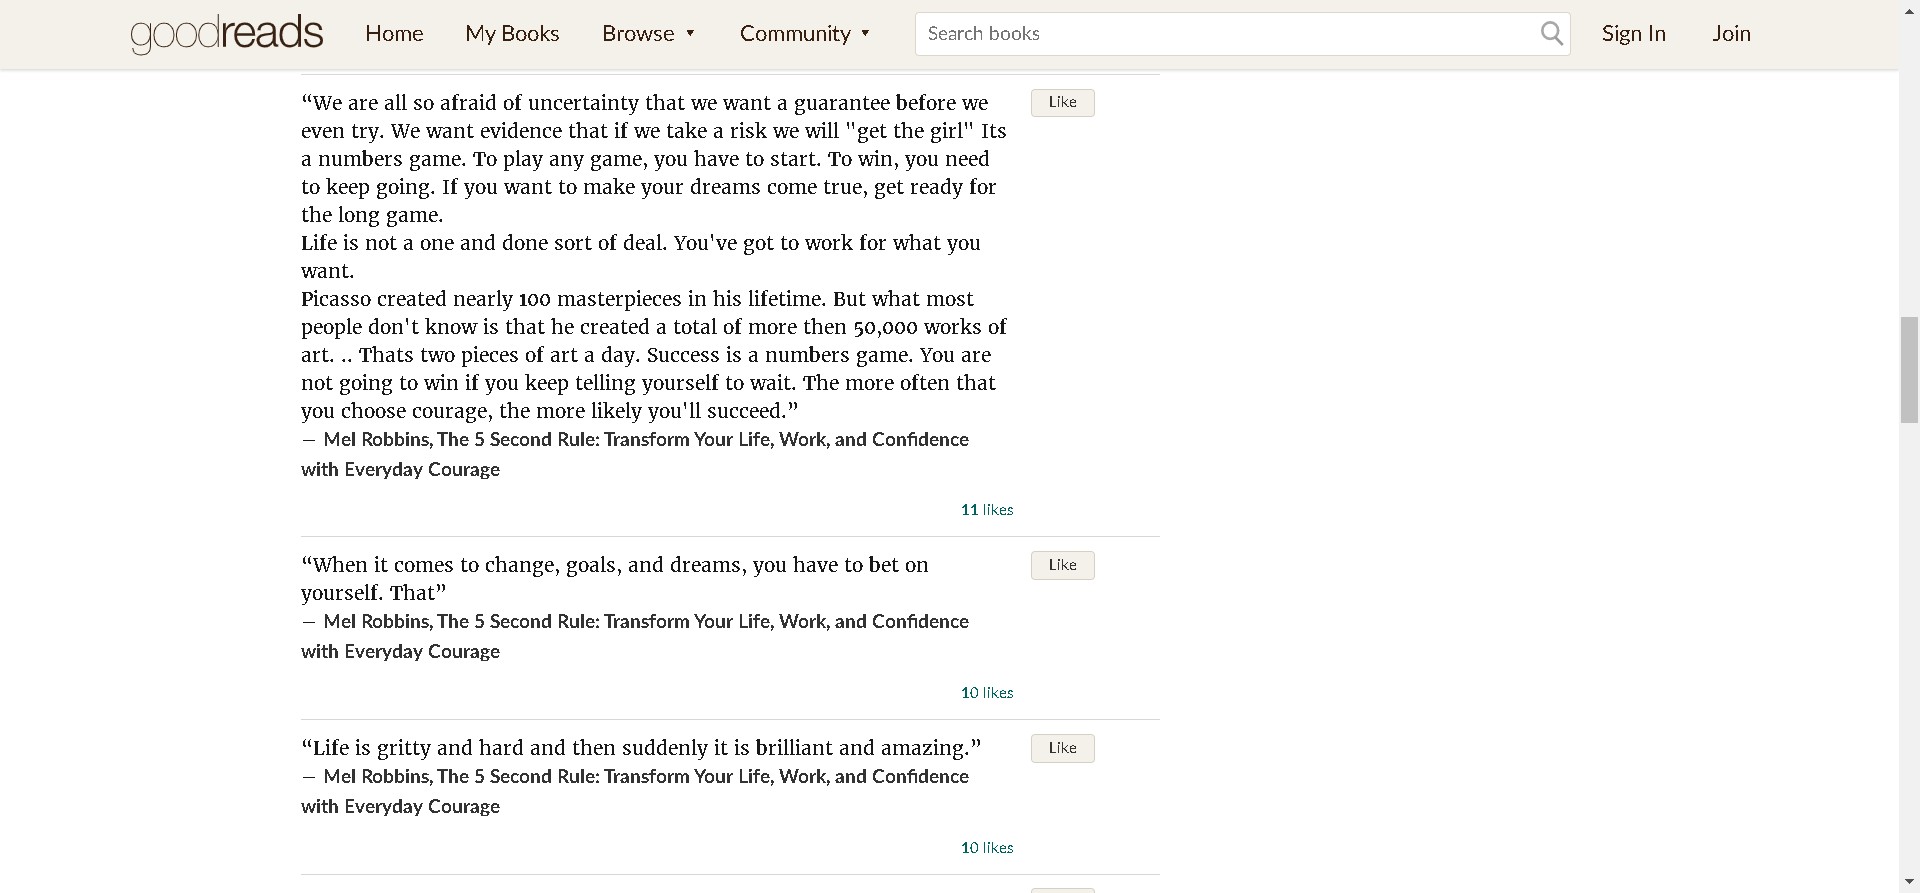 goodreads Home My Books Browse ▼ Community ▼ Search books Sign In Join
“We are all so afraid of uncertainty that we want a guarantee before we
Like
even try. We want evidence that if we take a risk we will "get the girl" Its
a numbers game. To play any game, you have to start. To win, you need
to keep going. If you want to make your dreams come true, get ready for
the long game.
Life is not a one and done sort of deal. You've got to work for what you
want.
Picasso created nearly 100 masterpieces in his lifetime. But what most
people don't know is that he created a total of more then 50,000 works of
art. .. Thats two pieces of art a day. Success is a numbers game. You are
not going to win if you keep telling yourself to wait. The more often that
you choose courage, the more likely you'll succeed.”
― Mel Robbins, The 5 Second Rule: Transform Your Life, Work, and Confidence
with Everyday Courage
11 likes
“When it comes to change, goals, and dreams, you have to bet on
Like
yourself. That”
― Mel Robbins, The 5 Second Rule: Transform Your Life, Work, and Confidence
with Everyday Courage
10 likes
“Life is gritty and hard and then suddenly it is brilliant and amazing.”
Like
― Mel Robbins, The 5 Second Rule: Transform Your Life, Work, and Confidence
with Everyday Courage
10 likes